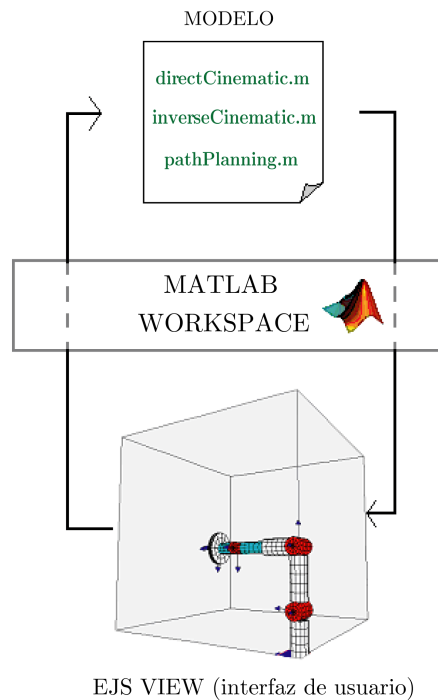 MODELO
directCinematic.m
inverseCinematic.m
pathPlanning.m
MATLAB
WORKSPACE
EJS VIEW (interfaz de usuario)